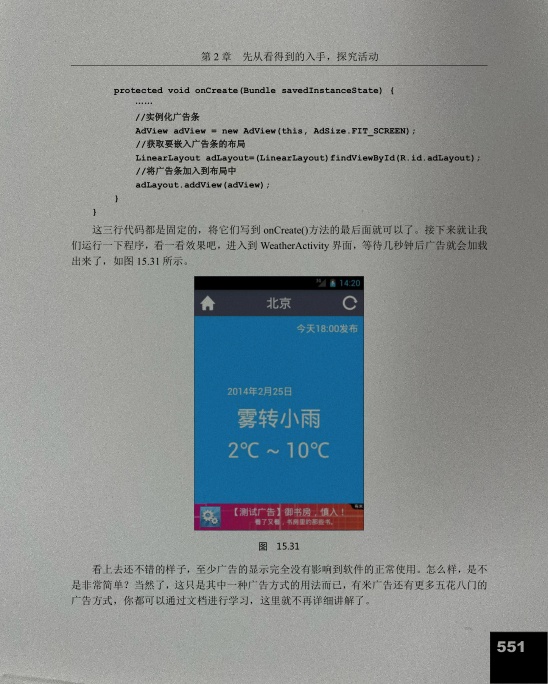 第 2 章 先从看得到的入手，探究活动
protected void onCreate(Bundle savedInstanceState) {
……
//实例化广告条
AdView adView = new AdView(this, AdSize.FIT_SCREEN);
//获取要嵌入广告条的布局
LinearLayout adLayout=(LinearLayout)findViewById(R.id.adLayout);
//将广告条加入到布局中
adLayout.addView(adView);
}
}
这三行代码都是固定的，将它们写到 onCreate()方法的最后面就可以了。接下来就让我
们运行一下程序，看一看效果吧，进入到 WeatherActivity 界面，等待几秒钟后广告就会加载
出来了，如图 15.31 所示。
14:20
北京
今天18:00发布
2014年2月25日
雾转小雨
2℃ ~ 10℃
【测试广告】御书房，慎入！
看了又看，书房里的那些书。
图 15.31
看上去还不错的样子，至少广告的显示完全没有影响到软件的正常使用。怎么样，是不
是非常简单？当然了，这只是其中一种广告方式的用法而已，有米广告还有更多五花八门的
广告方式，你都可以通过文档进行学习，这里就不再详细讲解了。
551